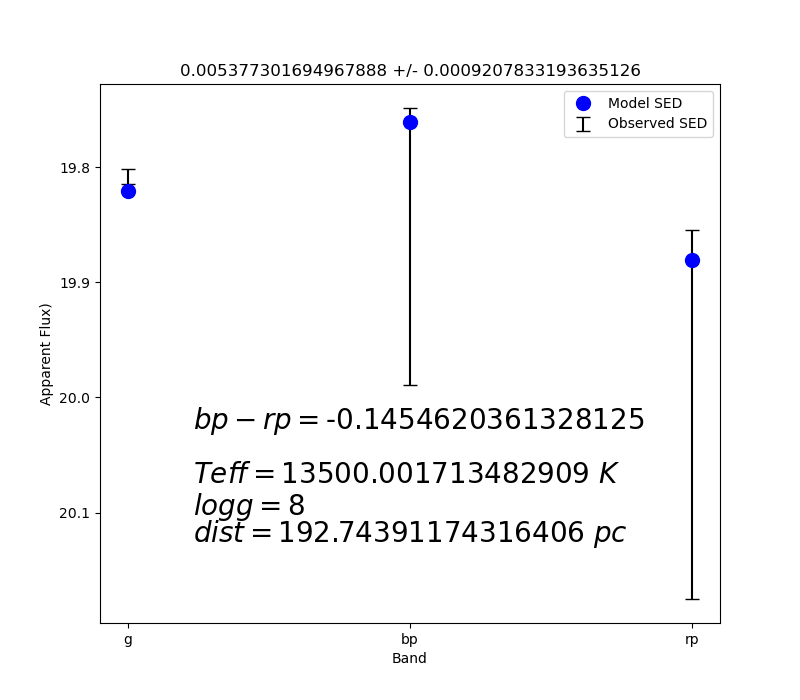 0.005377301694967888 +/- 0.0009207833193635126
Model SED
Observed SED
19.8
19.9
20.0
20.1
Apparent Flux)
bp − rp = -0.1454620361328125
Teff = 13500.001713482909 K
logg = 8
dist = 192.74391174316406 pc
g
bp
rp
Band